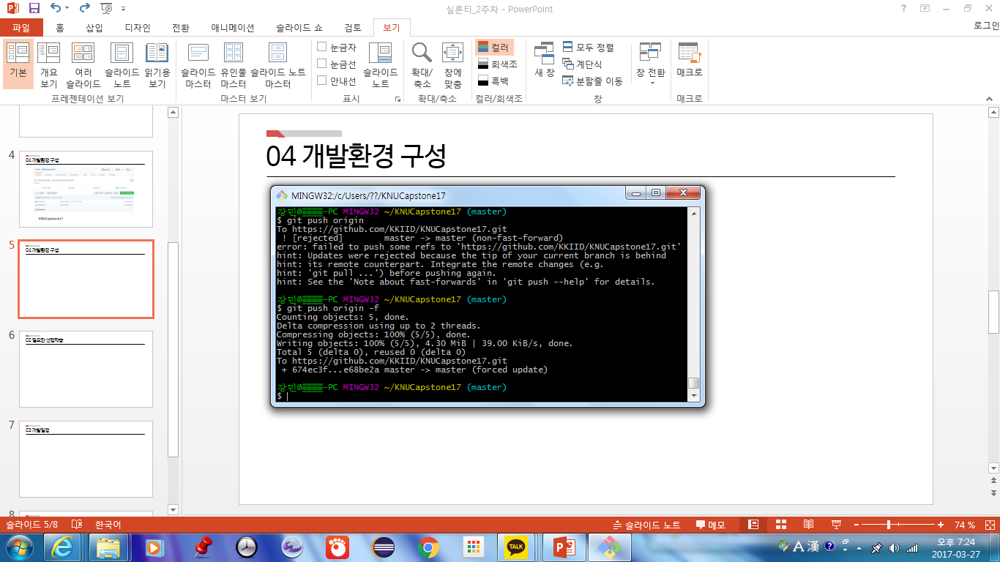 실론티_2주차 - PowerPoint
파일 홈 삽입 디자인 전환 애니메이션 슬라이드 쇼 검토 보기 로그인
기본
개요 보기
여러 슬라이드
슬라이드 노트
읽기용 보기
프레젠테이션 보기
슬라이드 마스터
유인물 마스터
슬라이드 노트 마스터
마스터 보기
눈금자
눈금선
안내선
슬라이드 노트
표시
확대/축소
창에 맞춤
확대/축소
컬러
회색조
흑백
컬러/회색조
새 창
모두 정렬
계단식
분할줄 이동
창 전환
창
매크로
매크로
4
04 개발환경 구성
KNUCapstone17
5
04 개발환경 구성
6
02 필요한 선행학습
7
03 개발일정
8
04 개발환경 구성
MINGW32:/c/Users/??/KNUCapstone17
강민@▒▒▒▒-PC MINGW32 ~/KNUCapstone17 (master)
$ git push origin
To https://github.com/KKIID/KNUCapstone17.git
! [rejected] master -> master (non-fast-forward)
error: failed to push some refs to 'https://github.com/KKIID/KNUCapstone17.git'
hint: Updates were rejected because the tip of your current branch is behind
hint: its remote counterpart. Integrate the remote changes (e.g.
hint: 'git pull ...') before pushing again.
hint: See the 'Note about fast-forwards' in 'git push --help' for details.
강민@▒▒▒▒-PC MINGW32 ~/KNUCapstone17 (master)
$ git push origin -f
Counting objects: 5, done.
Delta compression using up to 2 threads.
Compressing objects: 100% (5/5), done.
Writing objects: 100% (5/5), 4.30 MiB | 39.00 KiB/s, done.
Total 5 (delta 0), reused 0 (delta 0)
To https://github.com/KKIID/KNUCapstone17.git
+ 674ec3f...e68be2a master -> master (forced update)
강민@▒▒▒▒-PC MINGW32 ~/KNUCapstone17 (master)
$
슬라이드 5/8 한국어 슬라이드 노트 메모 74 %
TALK
A 漢
오후 7:24
2017-03-27